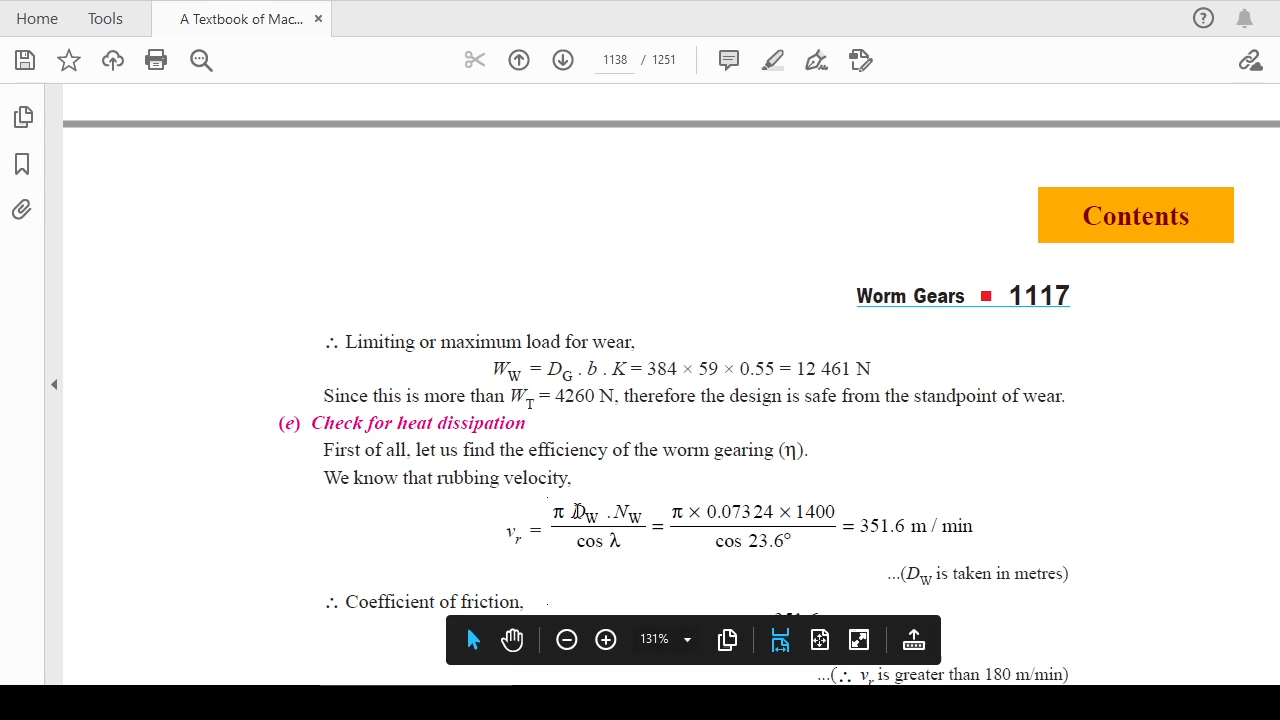 Home Tools A Textbook of Mac... ×
1138 / 1251
Contents
Worm Gears ■ 1117
∴ Limiting or maximum load for wear,
W_W = D_G . b . K = 384 × 59 × 0.55 = 12 461 N
Since this is more than W_T = 4260 N, therefore the design is safe from the standpoint of wear.
(e) Check for heat dissipation
First of all, let us find the efficiency of the worm gearing (η).
We know that rubbing velocity,
v_r = π D_W . N_W / cos λ = π × 0.07324 × 1400 / cos 23.6° = 351.6 m / min
...(D_W is taken in metres)
∴ Coefficient of friction,
131%
...(∴ v_r is greater than 180 m/min)